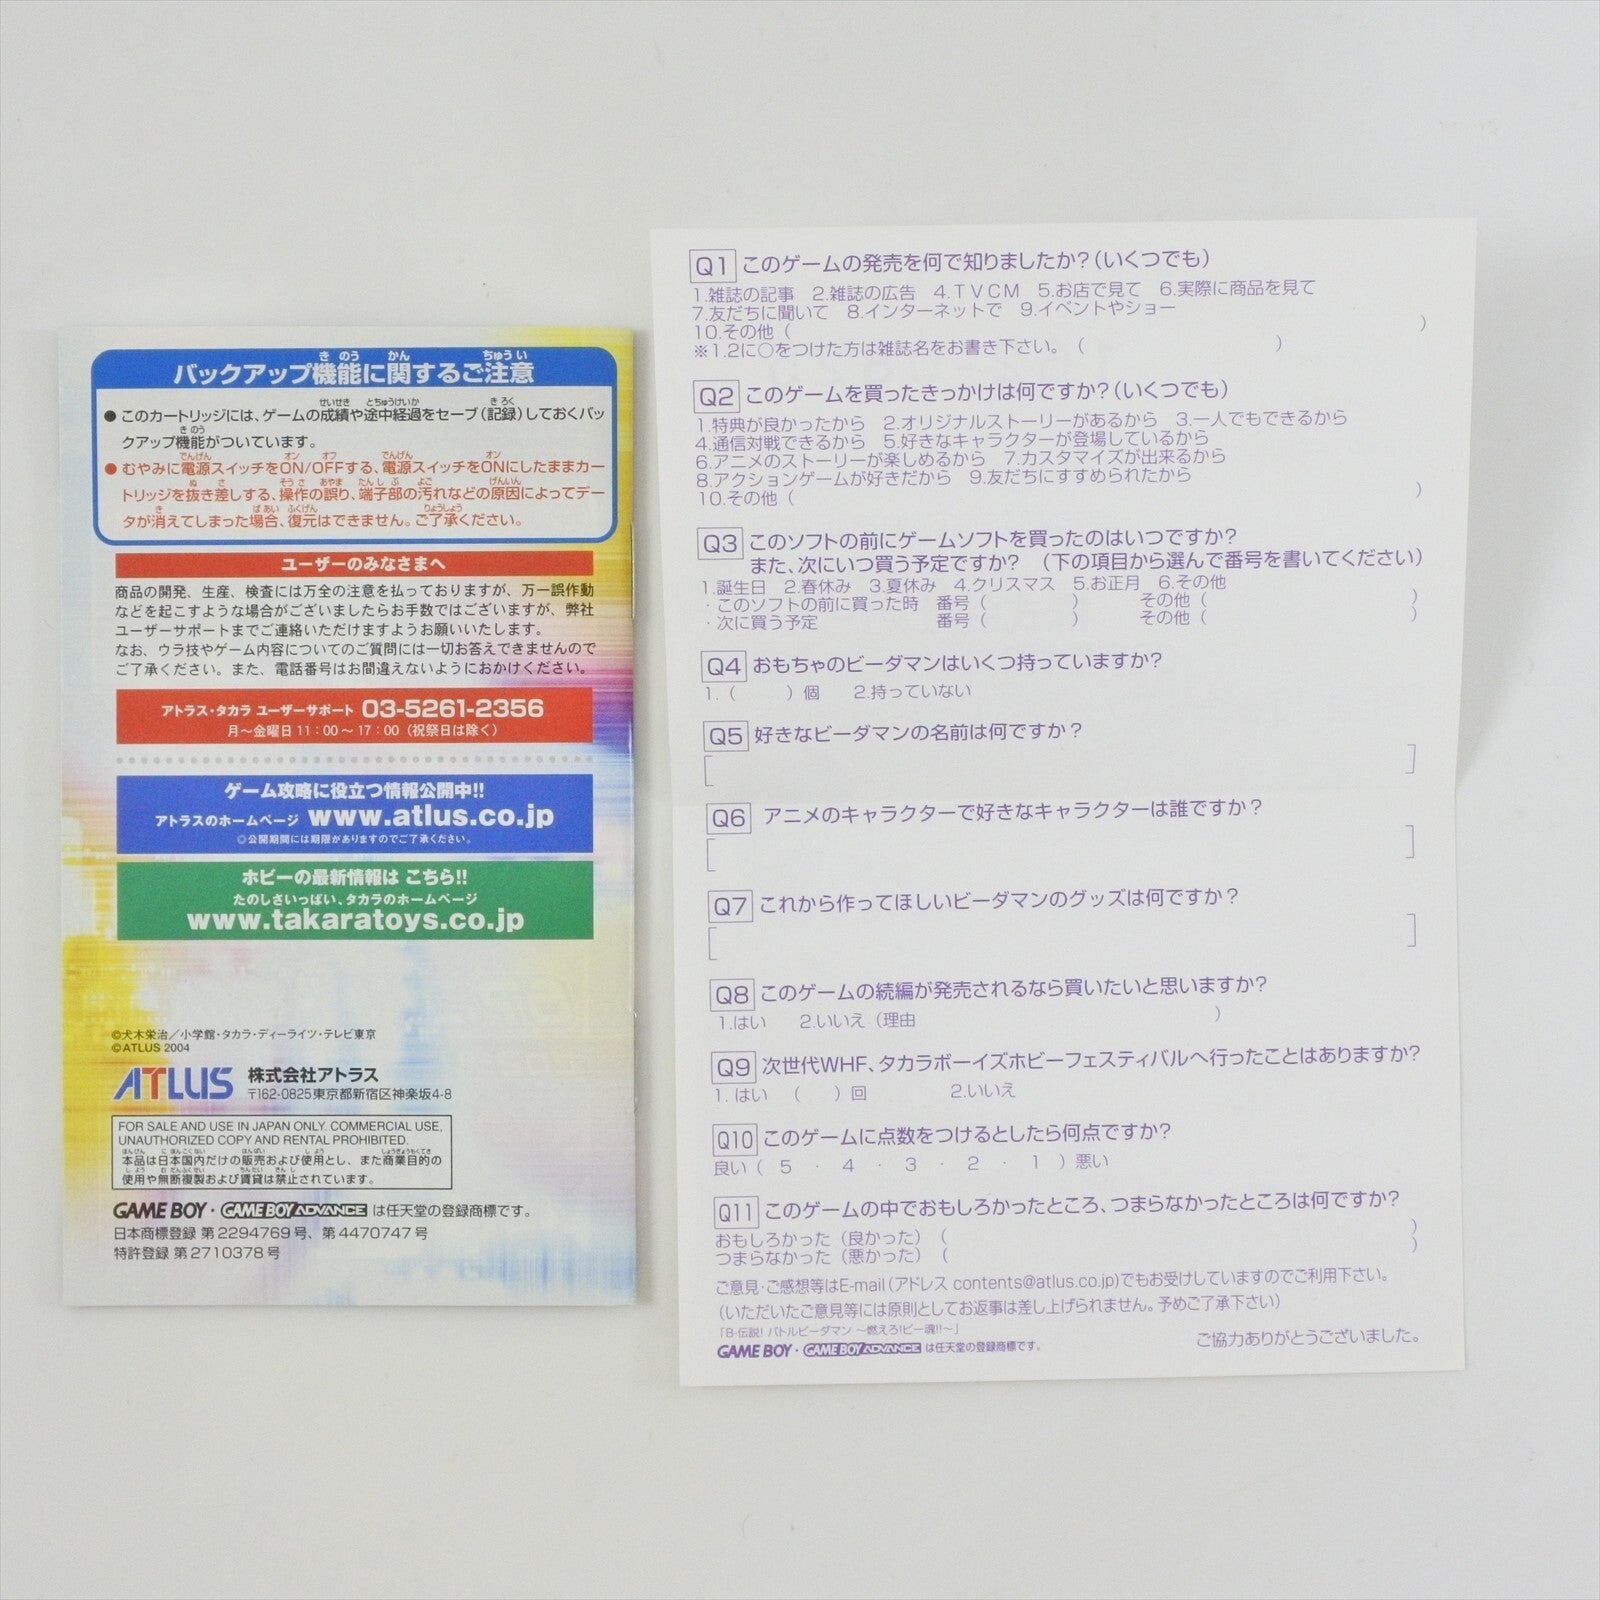 バックアップ機能に関するご注意
●このカートリッジには、ゲームの成績や途中経過をセーブ(記録)しておくバッ
クアップ機能がついています。
●むやみに電源スイッチをON/OFFする、電源スイッチをONにしたままカー
トリッジを抜き差しする、操作の誤り、端子部の汚れなどの原因によってデー
タが消えてしまった場合、復元はできません。ご了承ください。
ユーザーのみなさまへ
商品の開発、生産、検査には万全の注意を払っておりますが、万一誤作動
などを起こすような場合がございましたらお手数ではございますが、弊社
ユーザーサポートまでご連絡いただけますようお願いいたします。
なお、ウラ技やゲーム内容についてのご質問には一切お答えできませんので
ご了承ください。また、電話番号はお間違えないようにおかけください。
アトラス・タカラ ユーザーサポート 03-5261-2356
月〜金曜日 11：00〜17：00（祝祭日は除く）
ゲーム攻略に役立つ情報公開中!!
アトラスのホームページ www.atlus.co.jp
◎公開期間には期限がありますのでご了承ください。
ホビーの最新情報は こちら!!
たのしさいっぱい、タカラのホームページ
www.takaratoys.co.jp
©犬木栄治／小学館・タカラ・ディーライツ・テレビ東京
©ATLUS 2004
ATLUS 株式会社アトラス
〒162-0825東京都新宿区神楽坂4-8
FOR SALE AND USE IN JAPAN ONLY. COMMERCIAL USE,
UNAUTHORIZED COPY AND RENTAL PROHIBITED.
本品は日本国内だけの販売および使用とし、また商業目的の
使用や無断複製および賃貸は禁止されています。
GAME BOY・GAME BOY ADVANCE は任天堂の登録商標です。
日本商標登録 第2294769号、第4470747号
特許登録 第2710378号
Q1 このゲームの発売を何で知りましたか？（いくつでも）
1.雑誌の記事 2.雑誌の広告 4.TVCM 5.お店で見て 6.実際に商品を見て
7.友だちに聞いて 8.インターネットで 9.イベントやショー
10.その他（ ）
※1.2に○をつけた方は雑誌名をお書き下さい。（ ）
Q2 このゲームを買ったきっかけは何ですか？（いくつでも）
1.特典が良かったから 2.オリジナルストーリーがあるから 3.一人でもできるから
4.通信対戦できるから 5.好きなキャラクターが登場しているから
6.アニメのストーリーが楽しめるから 7.カスタマイズが出来るから
8.アクションゲームが好きだから 9.友だちにすすめられたから
10.その他（ ）
Q3 このソフトの前にゲームソフトを買ったのはいつですか？
また、次にいつ買う予定ですか？ （下の項目から選んで番号を書いてください）
1.誕生日 2.春休み 3.夏休み 4.クリスマス 5.お正月 6.その他
・このソフトの前に買った時 番号（ ） その他（ ）
・次に買う予定 番号（ ） その他（ ）
Q4 おもちゃのビーダマンはいくつ持っていますか？
1.（ ）個 2.持っていない
Q5 好きなビーダマンの名前は何ですか？
[ ]
Q6 アニメのキャラクターで好きなキャラクターは誰ですか？
[ ]
Q7 これから作ってほしいビーダマンのグッズは何ですか？
[ ]
Q8 このゲームの続編が発売されるなら買いたいと思いますか？
1.はい 2.いいえ（理由 ）
Q9 次世代WHF、タカラボーイズホビーフェスティバルへ行ったことはありますか？
1.はい （ ）回 2.いいえ
Q10 このゲームに点数をつけるとしたら何点ですか？
良い（ 5 ・ 4 ・ 3 ・ 2 ・ 1 ）悪い
Q11 このゲームの中でおもしろかったところ、つまらなかったところは何ですか？
おもしろかった（良かった）（ ）
つまらなかった（悪かった）（ ）
ご意見・ご感想等はE-mail（アドレス contents@atlus.co.jp)でもお受けしていますのでご利用下さい。
（いただいたご意見等には原則としてお返事は差し上げられません。予めご了承下さい）
「B-伝説! バトルビーダマン 〜燃えろ!ビー魂!!〜」
GAME BOY・GAME BOY ADVANCE は任天堂の登録商標です。
ご協力ありがとうございました。